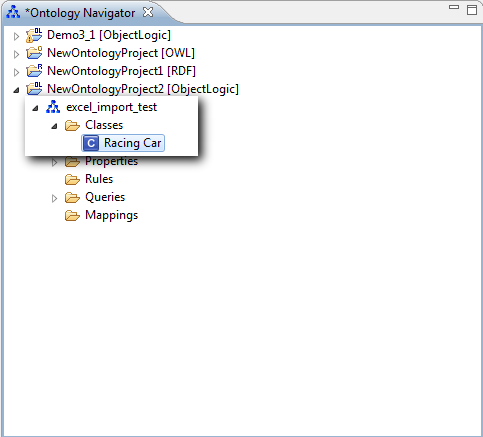 *Ontology Navigator
Demo3_1 [ObjectLogic]
NewOntologyProject [OWL]
NewOntologyProject1 [RDF]
NewOntologyProject2 [ObjectLogic]
excel_import_test
Classes
C Racing Car
Properties
Rules
Queries
Mappings